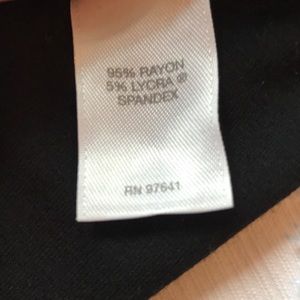 95% RAYON
5% LYCRA ®
SPANDEX
RN 97641